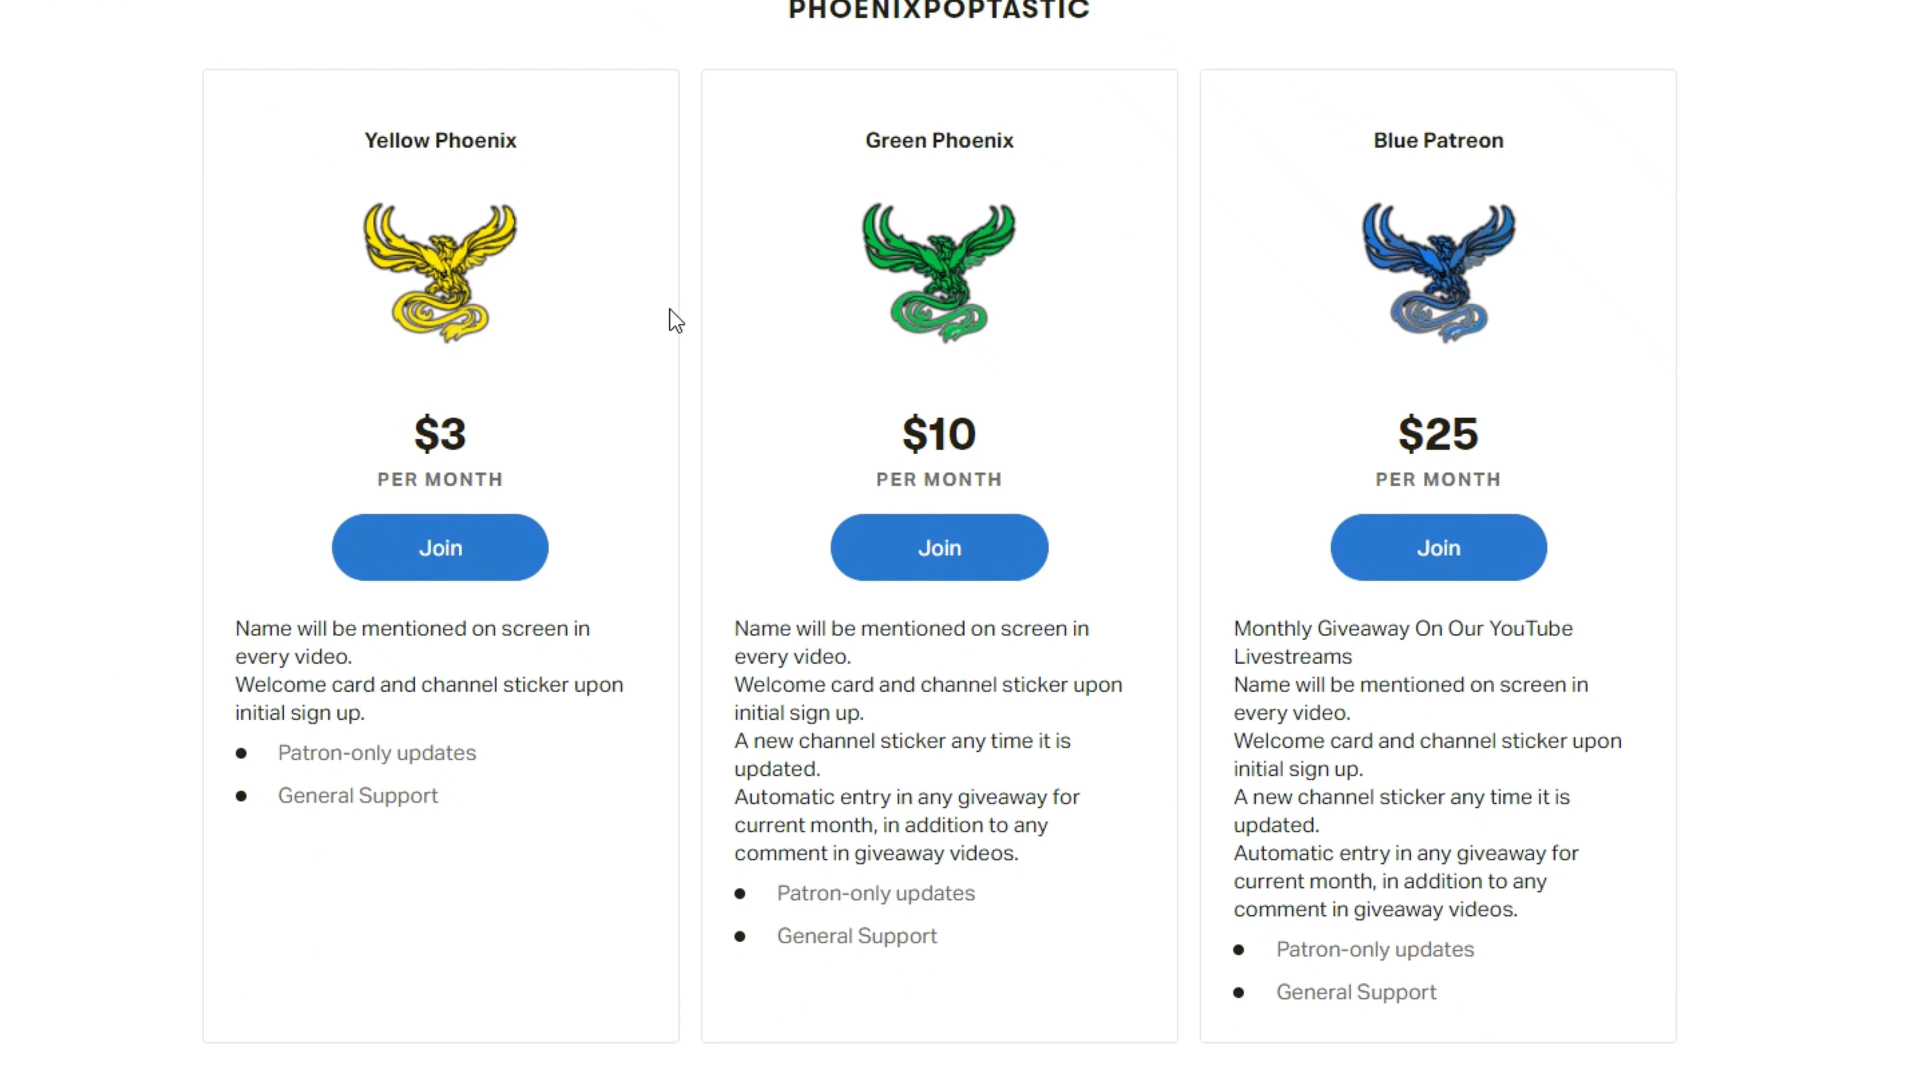 PHOENIXPOPTASTIC
Yellow Phoenix
$3
PER MONTH
Join
Name will be mentioned on screen in
every video.
Welcome card and channel sticker upon
initial sign up.
Patron-only updates
General Support
Green Phoenix
$10
PER MONTH
Join
Name will be mentioned on screen in
every video.
Welcome card and channel sticker upon
initial sign up.
A new channel sticker any time it is
updated.
Automatic entry in any giveaway for
current month, in addition to any
comment in giveaway videos.
Patron-only updates
General Support
Blue Patreon
$25
PER MONTH
Join
Monthly Giveaway On Our YouTube
Livestreams
Name will be mentioned on screen in
every video.
Welcome card and channel sticker upon
initial sign up.
A new channel sticker any time it is
updated.
Automatic entry in any giveaway for
current month, in addition to any
comment in giveaway videos.
Patron-only updates
General Support